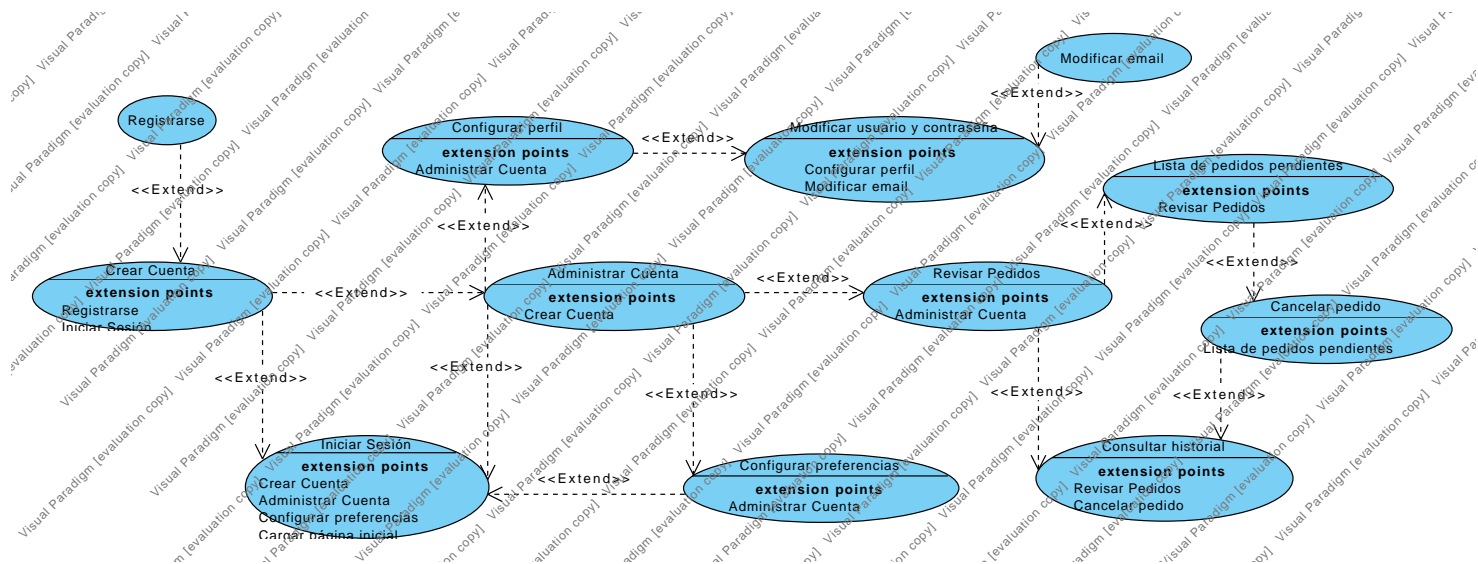 Modificar email
<<Extend>>
Registrarse
<<Extend>>
Configurar perfil
extension points
Administrar Cuenta
<<Extend>>
Modificar usuario y contraseña
extension points
Configurar perfil
Modificar email
Lista de pedidos pendientes
extension points
Revisar Pedidos
<<Extend>>
<<Extend>>
<<Extend>>
Crear Cuenta
extension points
Registrarse
Iniciar Sesión
<<Extend>>
Administrar Cuenta
extension points
Crear Cuenta
<<Extend>>
Revisar Pedidos
extension points
Administrar Cuenta
Cancelar pedido
extension points
Lista de pedidos pendientes
<<Extend>>
<<Extend>>
<<Extend>>
<<Extend>>
<<Extend>>
Iniciar Sesión
extension points
Crear Cuenta
Administrar Cuenta
Configurar preferencias
Cargar página inicial
<<Extend>>
Configurar preferencias
extension points
Administrar Cuenta
Consultar historial
extension points
Revisar Pedidos
Cancelar pedido
Visual Paradigm [evaluation copy]